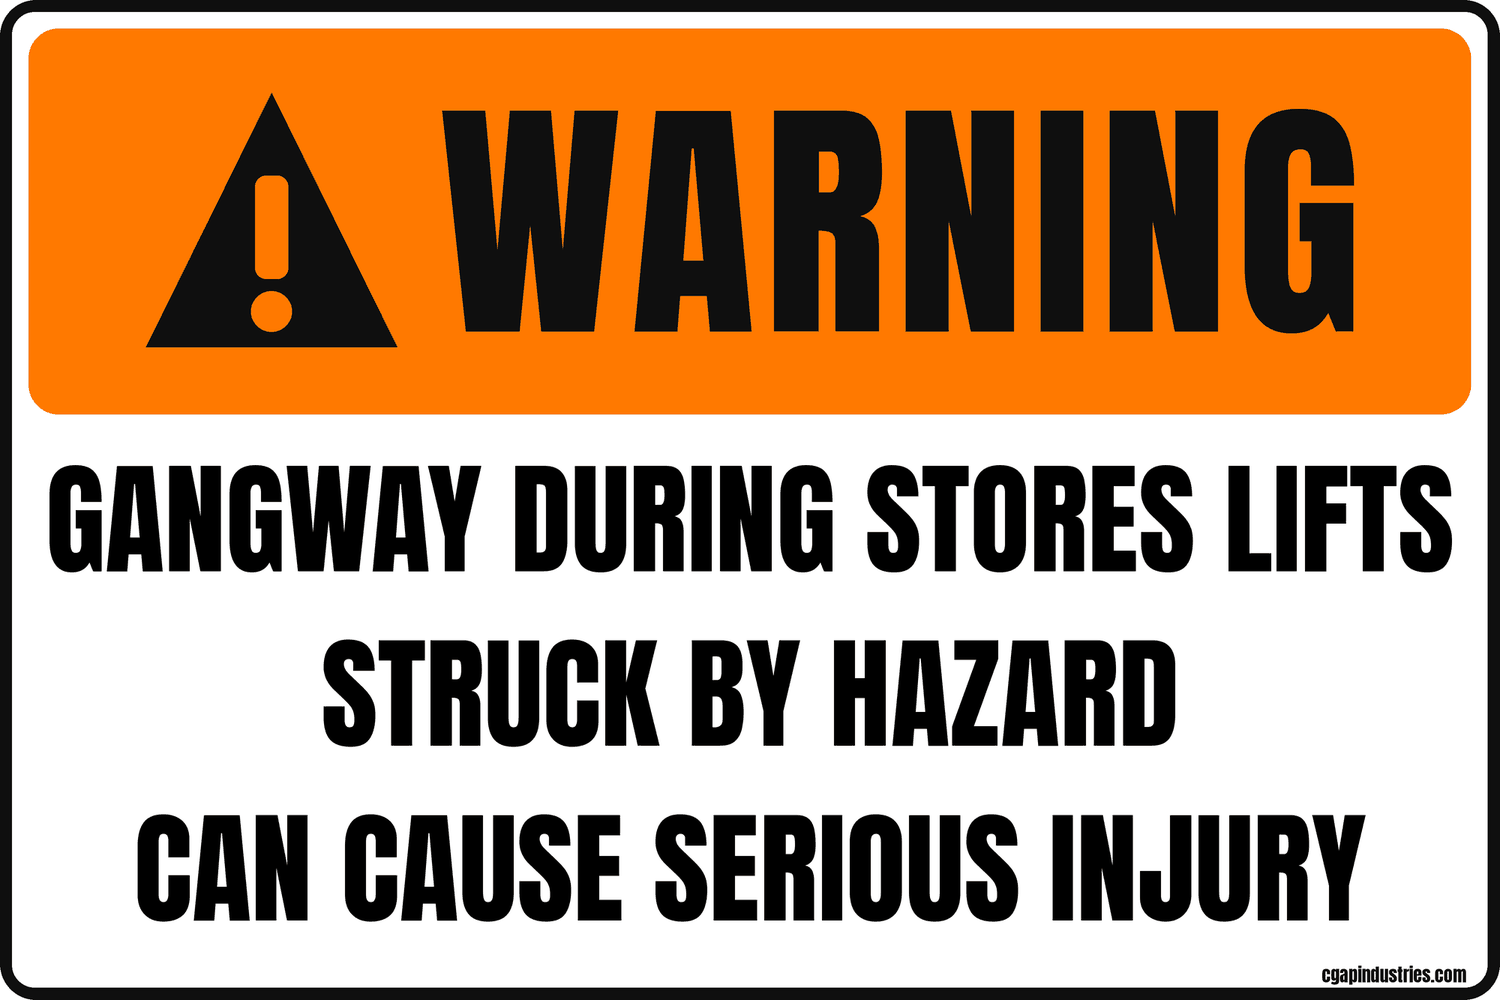 WARNING
GANGWAY DURING STORES LIFTS
STRUCK BY HAZARD
CAN CAUSE SERIOUS INJURY
cgapindustries.com